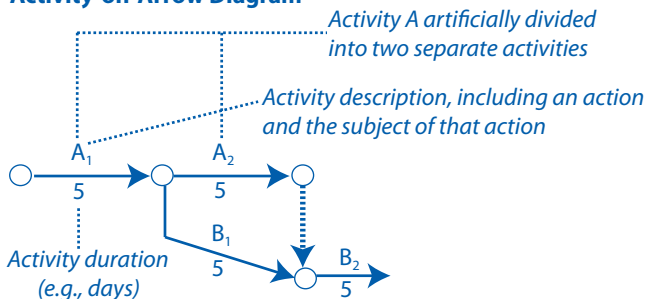 Activity-on-Arrow Diagram
Activity A artificially divided
into two separate activities
Activity description, including an action
and the subject of that action
A₁
A₂
5
5
B₁
5
Activity duration
(e.g., days)
B₂
5